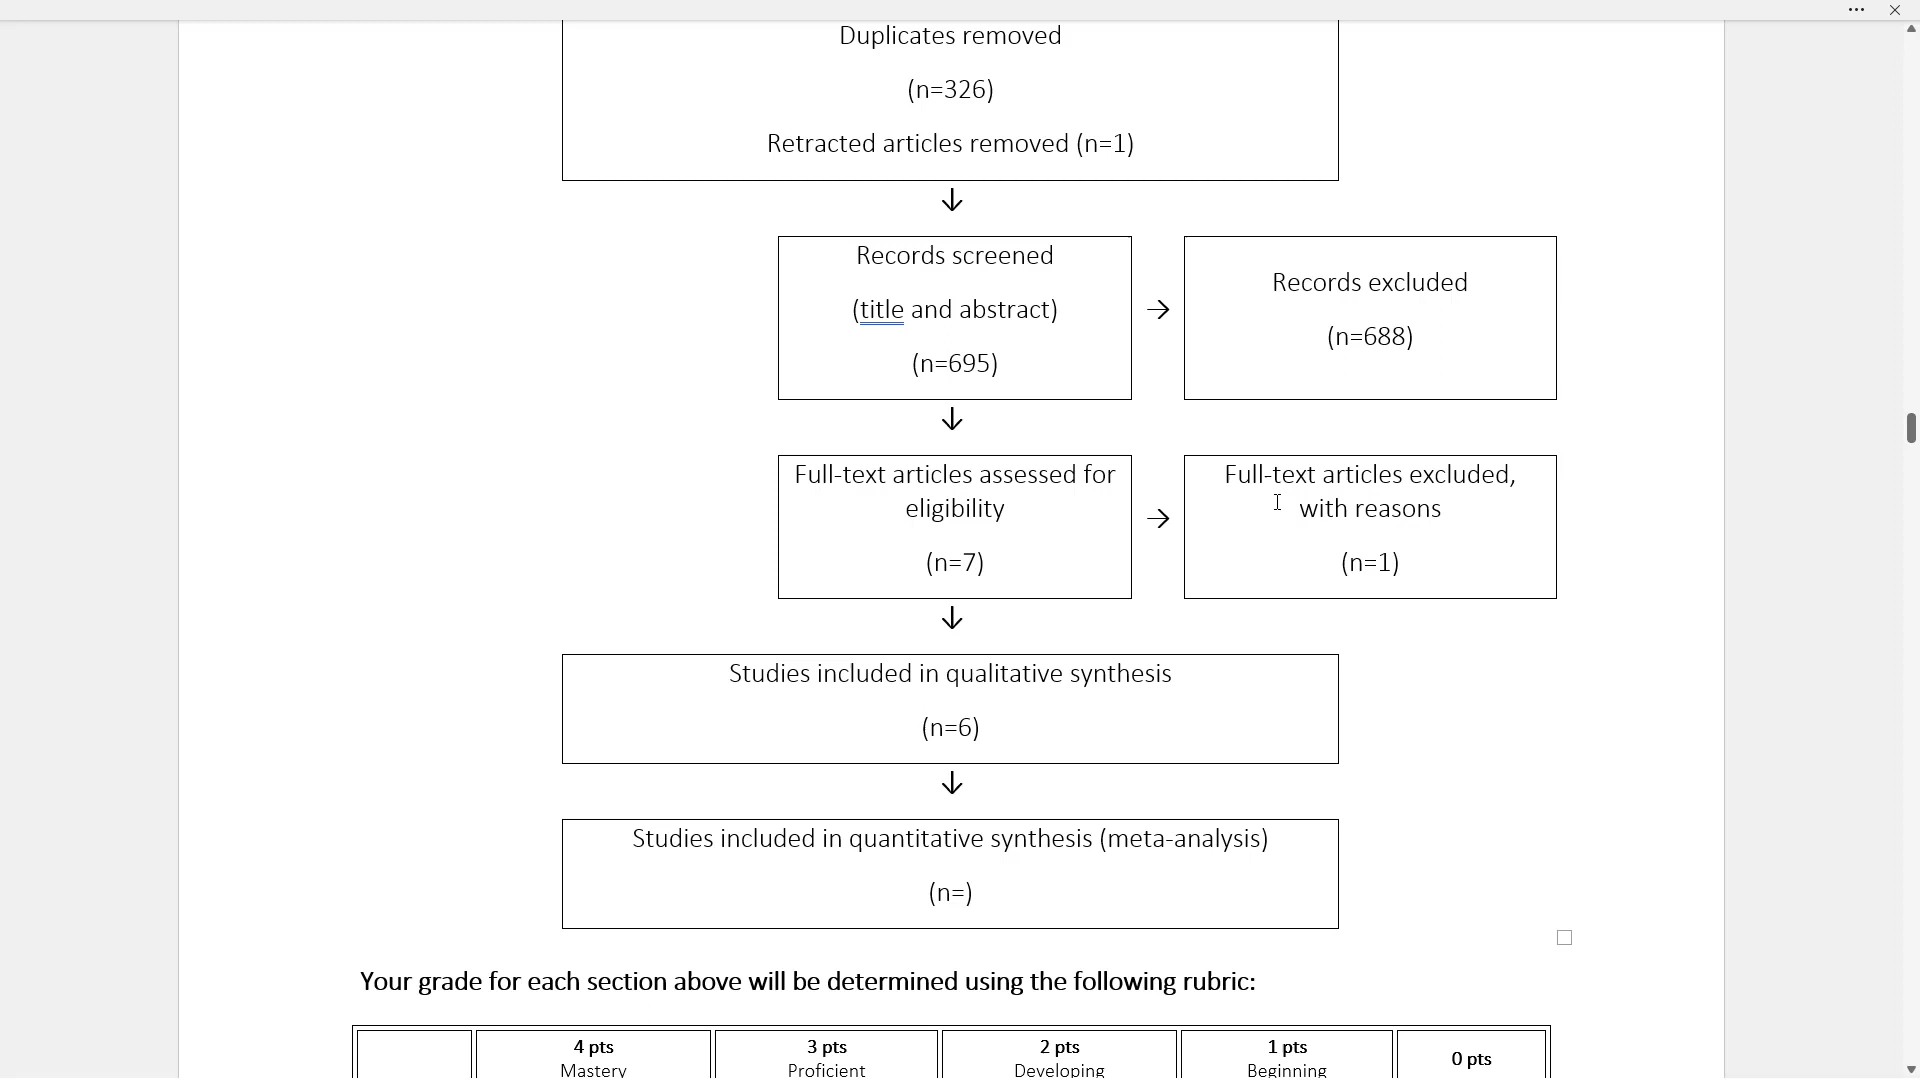 Duplicates removed
(n=326)
Retracted articles removed (n=1)
↓
Records screened
(title and abstract)
(n=695)
→
Records excluded
(n=688)
↓
Full-text articles assessed for
eligibility
(n=7)
→
Full-text articles excluded,
with reasons
(n=1)
↓
Studies included in qualitative synthesis
(n=6)
↓
Studies included in quantitative synthesis (meta-analysis)
(n=)
Your grade for each section above will be determined using the following rubric:
4 pts
Mastery
3 pts
Proficient
2 pts
Developing
1 pts
Beginning
0 pts